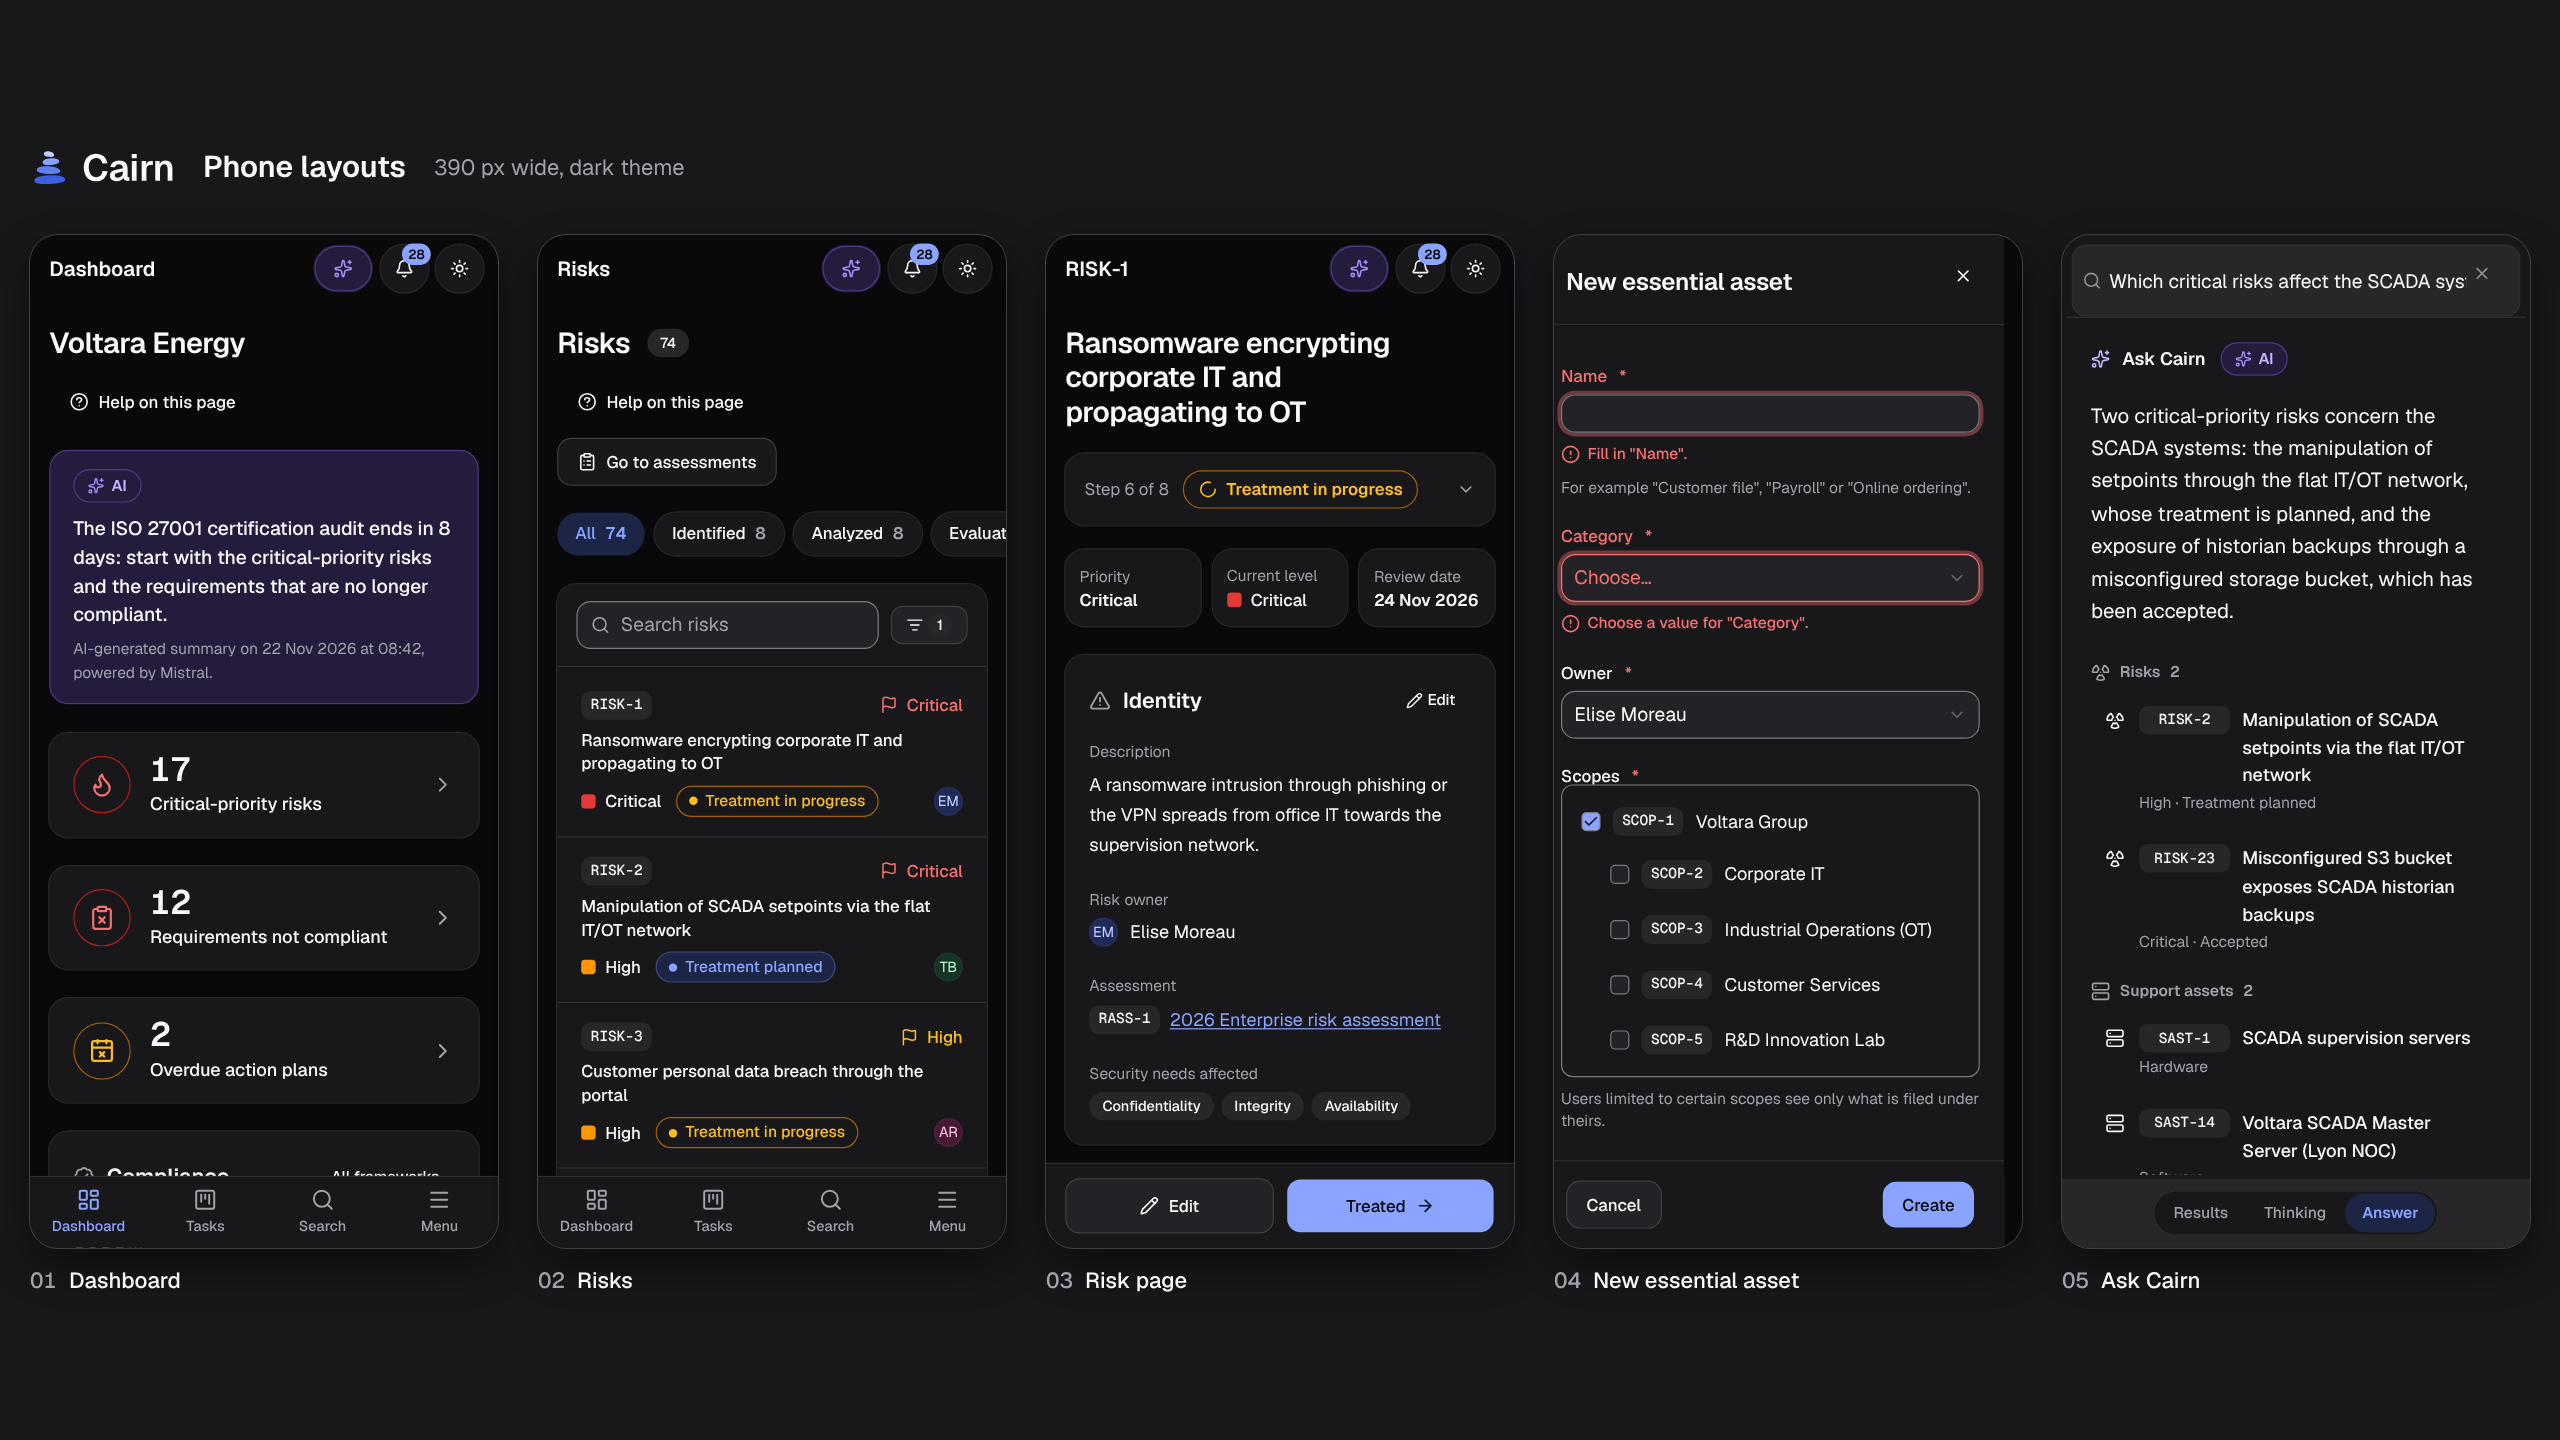 Cairn Phone layouts 390 px wide, dark theme
Dashboard
28
Voltara Energy
Help on this page
AI
The ISO 27001 certification audit ends in 8
days: start with the critical-priority risks
and the requirements that are no longer
compliant.
AI-generated summary on 22 Nov 2026 at 08:42,
powered by Mistral.
17
Critical-priority risks
12
Requirements not compliant
2
Overdue action plans
Compliance All frameworks
Dashboard Tasks Search Menu
01 Dashboard
Risks
28
Risks 74
Help on this page
Go to assessments
All 74 Identified 8 Analyzed 8 Evaluat
Search risks 1
RISK-1 Critical
Ransomware encrypting corporate IT and
propagating to OT
Critical Treatment in progress EM
RISK-2 Critical
Manipulation of SCADA setpoints via the flat
IT/OT network
High Treatment planned TB
RISK-3 High
Customer personal data breach through the
portal
High Treatment in progress AR
Dashboard Tasks Search Menu
02 Risks
RISK-1
28
Ransomware encrypting
corporate IT and
propagating to OT
Step 6 of 8 Treatment in progress
Priority Current level Review date
Critical Critical 24 Nov 2026
Identity Edit
Description
A ransomware intrusion through phishing or
the VPN spreads from office IT towards the
supervision network.
Risk owner
EM Elise Moreau
Assessment
RASS-1 2026 Enterprise risk assessment
Security needs affected
Confidentiality Integrity Availability
Edit Treated
03 Risk page
New essential asset
Name *
Fill in "Name".
For example "Customer file", "Payroll" or "Online ordering".
Category *
Choose...
Choose a value for "Category".
Owner *
Elise Moreau
Scopes *
SCOP-1 Voltara Group
SCOP-2 Corporate IT
SCOP-3 Industrial Operations (OT)
SCOP-4 Customer Services
SCOP-5 R&D Innovation Lab
Users limited to certain scopes see only what is filed under
theirs.
Cancel Create
04 New essential asset
Which critical risks affect the SCADA sys
Ask Cairn AI
Two critical-priority risks concern the
SCADA systems: the manipulation of
setpoints through the flat IT/OT network,
whose treatment is planned, and the
exposure of historian backups through a
misconfigured storage bucket, which has
been accepted.
Risks 2
RISK-2 Manipulation of SCADA
setpoints via the flat IT/OT
network
High · Treatment planned
RISK-23 Misconfigured S3 bucket
exposes SCADA historian
backups
Critical · Accepted
Support assets 2
SAST-1 SCADA supervision servers
Hardware
SAST-14 Voltara SCADA Master
Server (Lyon NOC)
Results Thinking Answer
05 Ask Cairn